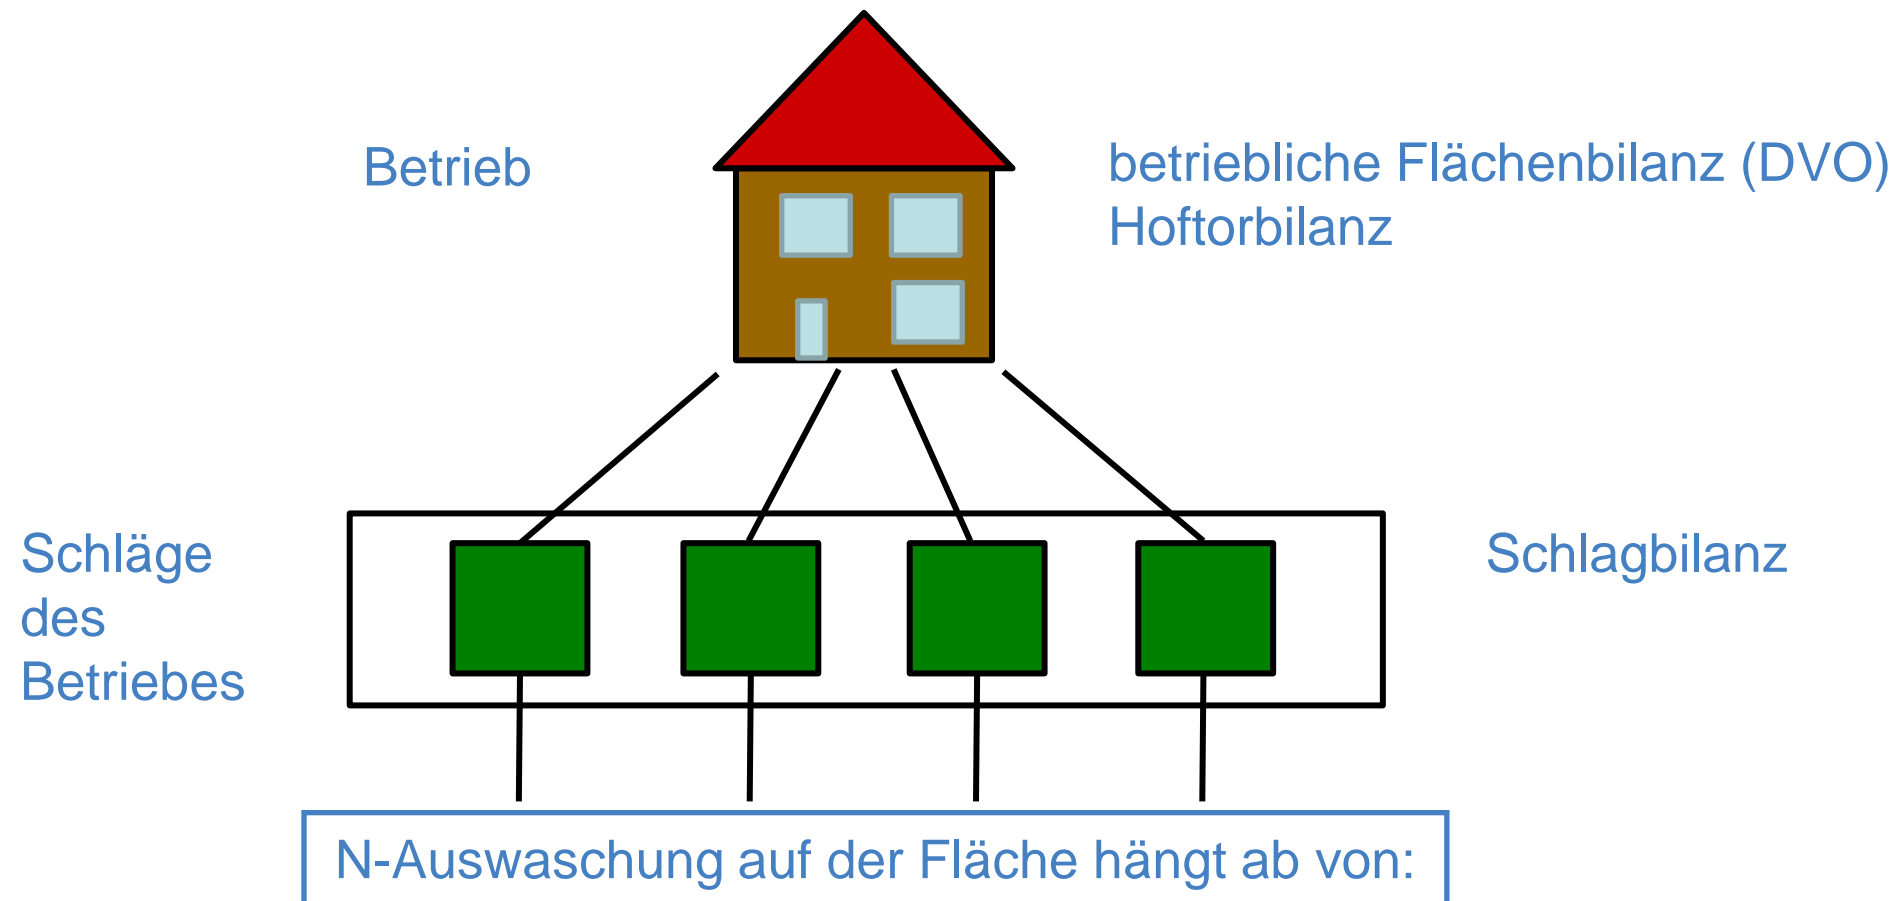 Betrieb
betriebliche Flächenbilanz (DVO)
Hoftorbilanz
Schläge
des
Betriebes
Schlagbilanz
N-Auswaschung auf der Fläche hängt ab von: